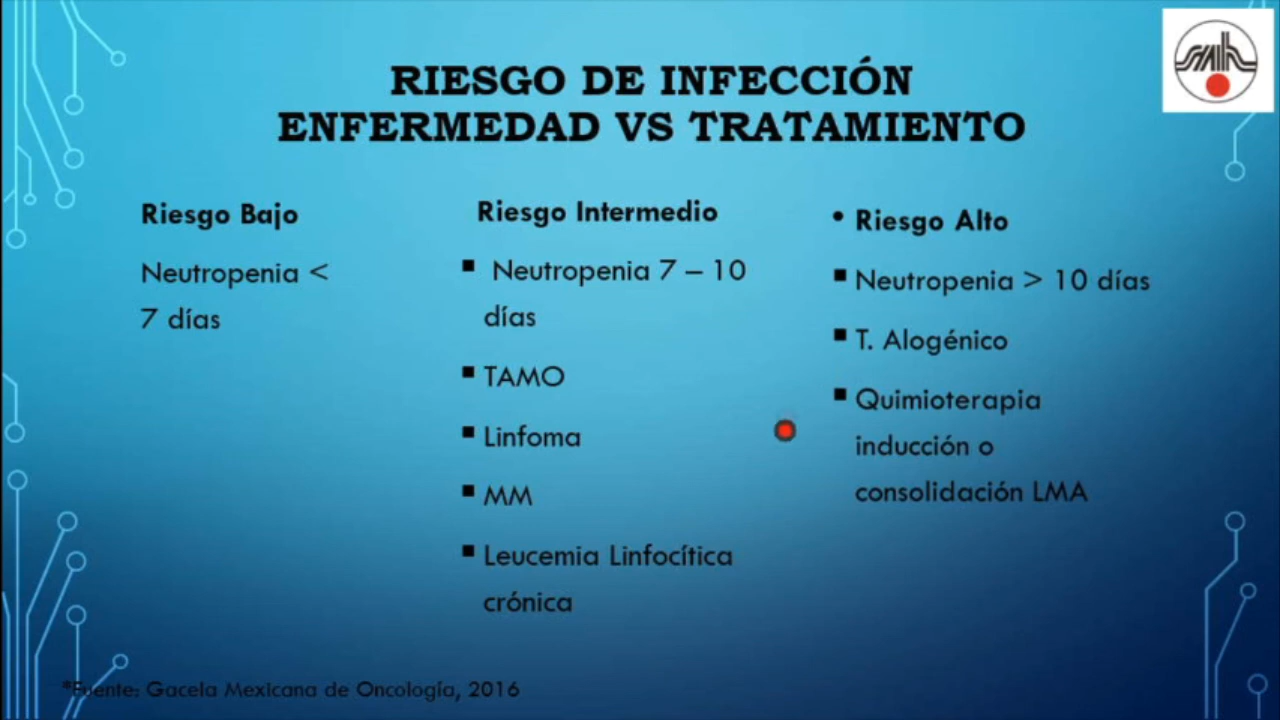 RIESGO DE INFECCIÓN
ENFERMEDAD VS TRATAMIENTO
Riesgo Bajo
Neutropenia <
7 días
Riesgo Intermedio
Neutropenia 7 – 10
días
TAMO
Linfoma
MM
Leucemia Linfocítica
crónica
Riesgo Alto
Neutropenia > 10 días
T. Alogénico
Quimioterapia
inducción o
consolidación LMA
*Fuente: Gacela Mexicana de Oncología, 2016